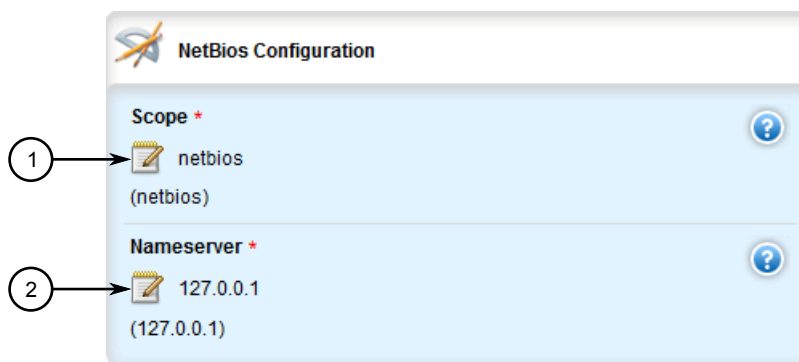 NetBios Configuration
Scope *
1
netbios
?
(netbios)
Nameserver *
2
127.0.0.1
?
(127.0.0.1)